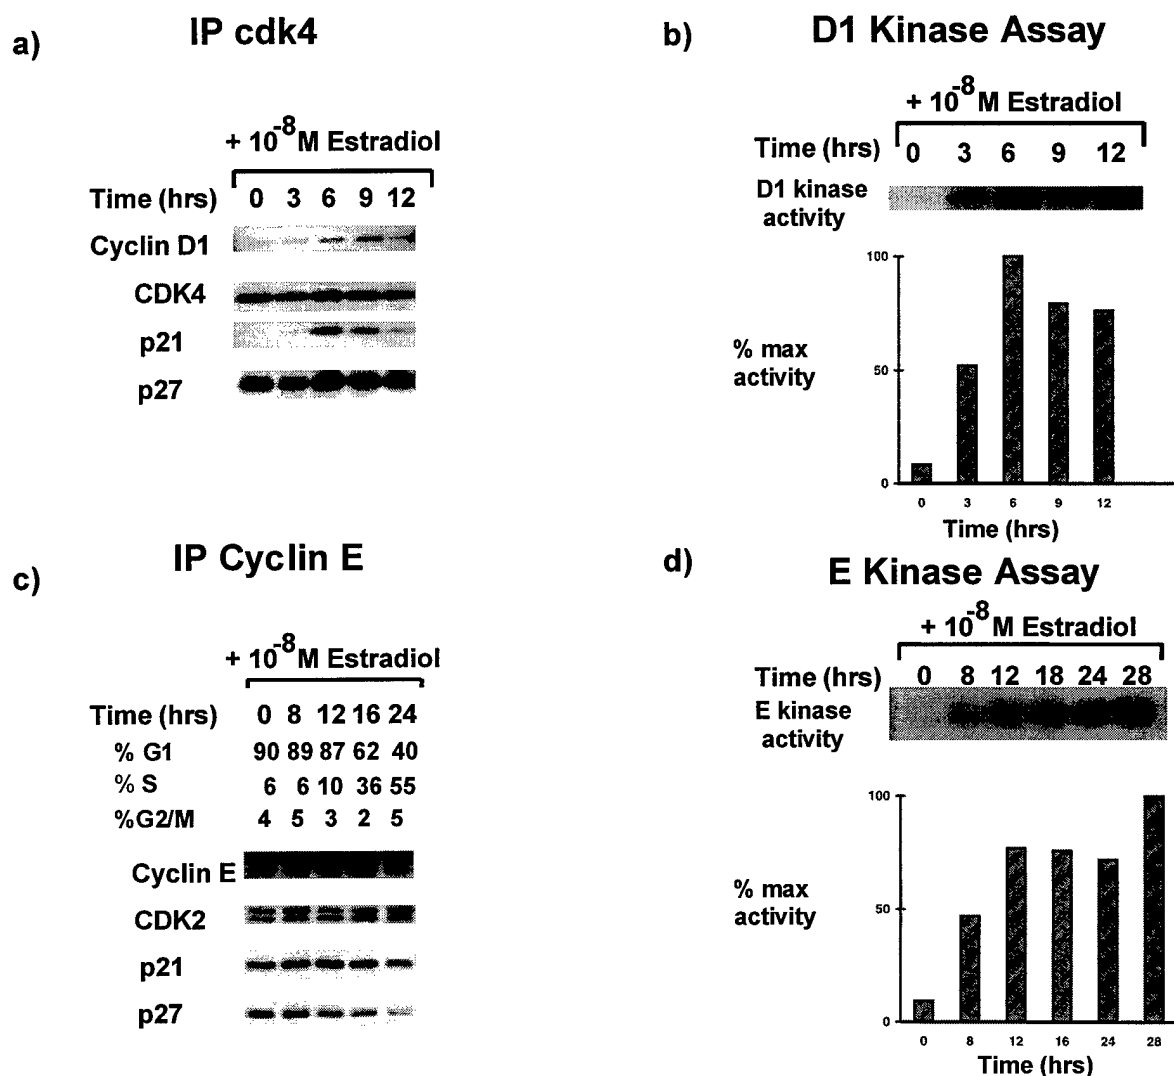 a)
IP cdk4
+ 10-8 M Estradiol
Time (hrs) 0 3 6 9 12
Cyclin D1
CDK4
p21
p27
b)
D1 Kinase Assay
+ 10-8 M Estradiol
Time (hrs) 0 3 6 9 12
D1 kinase
activity
100
% max
activity
50
0
0 3 6 9 12
Time (hrs)
c)
IP Cyclin E
+ 10-8 M Estradiol
Time (hrs) 0 8 12 16 24
% G1 90 89 87 62 40
% S 6 6 10 36 55
%G2/M 4 5 3 2 5
Cyclin E
CDK2
p21
p27
d)
E Kinase Assay
+ 10-8 M Estradiol
Time (hrs) 0 8 12 18 24 28
E kinase
activity
100
% max
activity
50
0
0 8 12 16 24 28
Time (hrs)